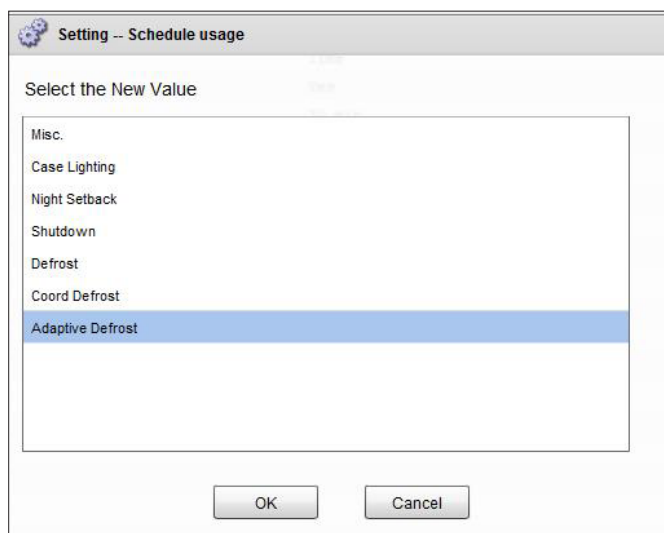 Setting -- Schedule usage
Select the New Value
Misc.
Case Lighting
Night Setback
Shutdown
Defrost
Coord Defrost
Adaptive Defrost
OK Cancel